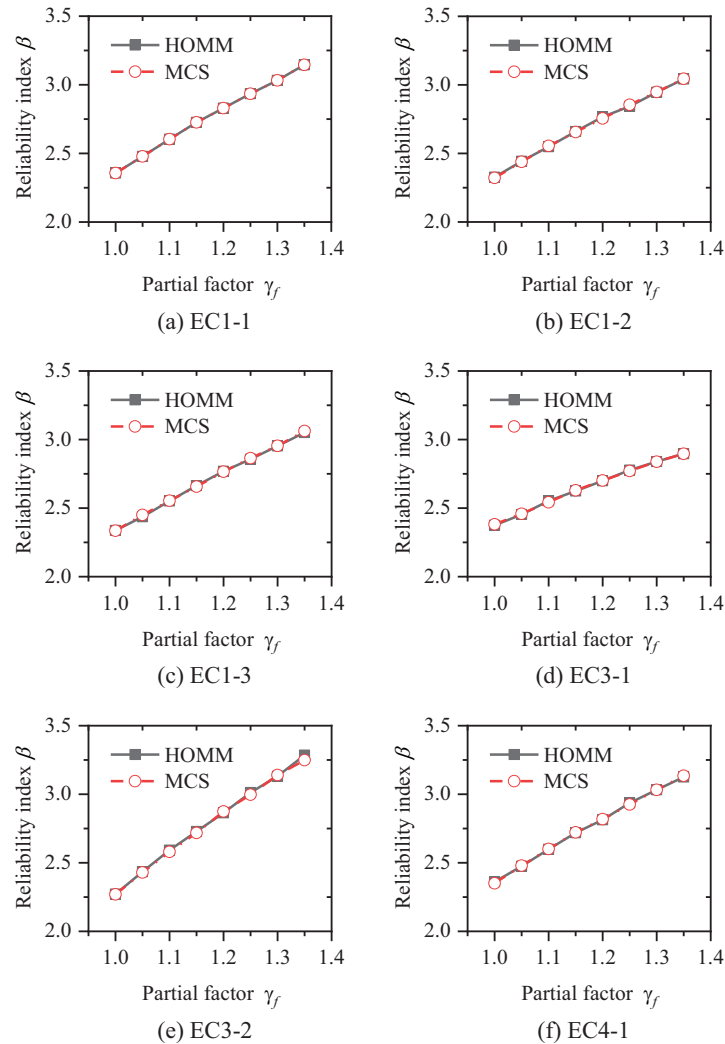 3.5
3.0
2.5
2.0
Reliability index β
HOMM
MCS
1.0 1.1 1.2 1.3 1.4
Partial factor γf
(a) EC1-1
3.5
3.0
2.5
2.0
Reliability index β
HOMM
MCS
1.0 1.1 1.2 1.3 1.4
Partial factor γf
(b) EC1-2
3.5
3.0
2.5
2.0
Reliability index β
HOMM
MCS
1.0 1.1 1.2 1.3 1.4
Partial factor γf
(c) EC1-3
3.5
3.0
2.5
2.0
Reliability index β
HOMM
MCS
1.0 1.1 1.2 1.3 1.4
Partial factor γf
(d) EC3-1
3.5
3.0
2.5
2.0
Reliability index β
HOMM
MCS
1.0 1.1 1.2 1.3 1.4
Partial factor γf
(e) EC3-2
3.5
3.0
2.5
2.0
Reliability index β
HOMM
MCS
1.0 1.1 1.2 1.3 1.4
Partial factor γf
(f) EC4-1